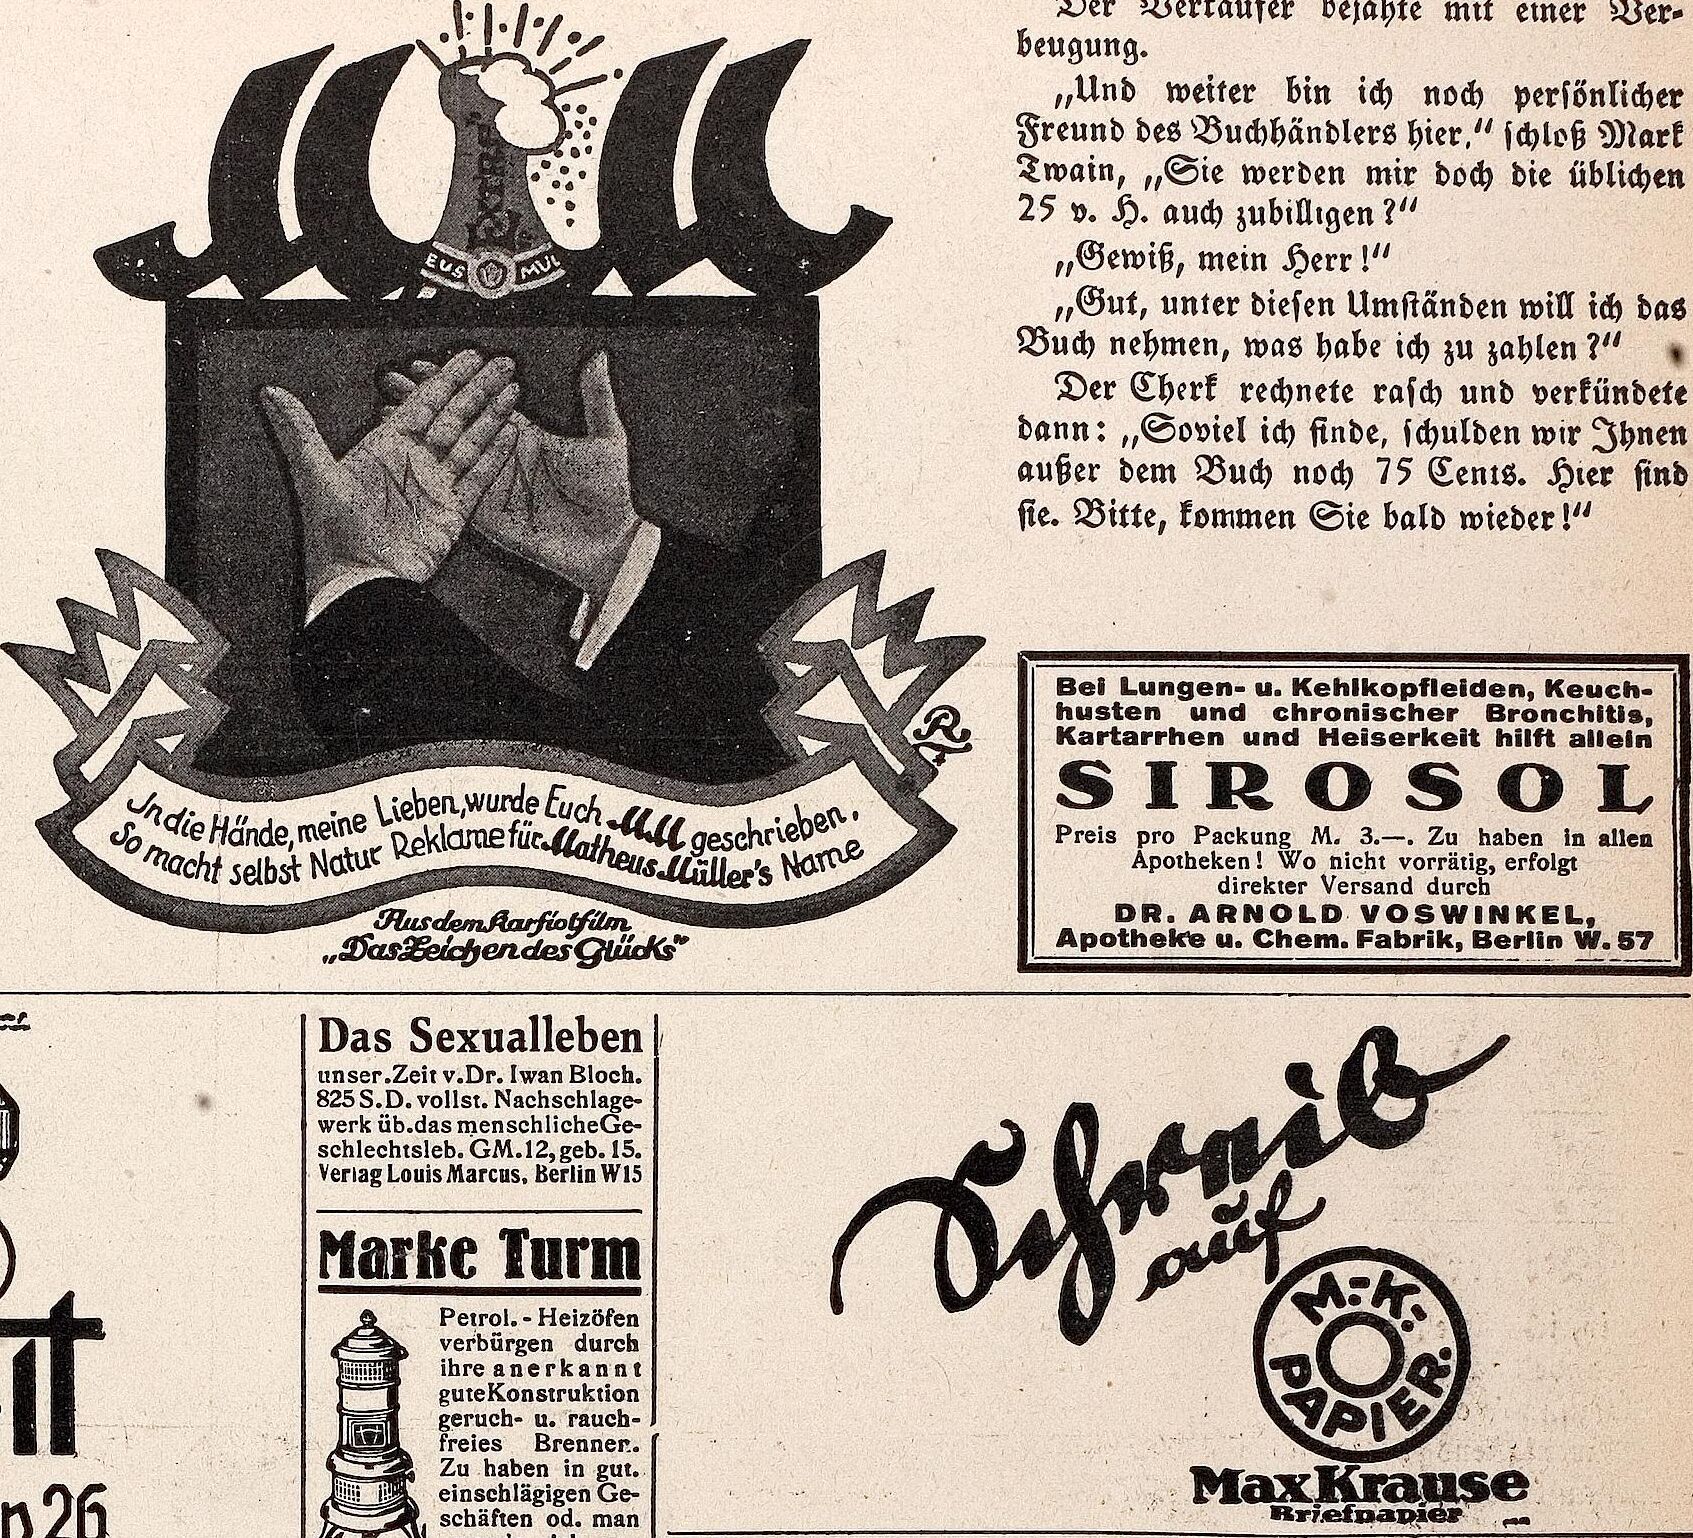 MM
EXTRA
EUS MÜL
In die Hände, meine Lieben, wurde Euch M.M. geschrieben.
So macht selbst Natur Reklame für Matheus Müller's Name
Aus dem Karfiolfilm
„Das Zeichen des Glücks"
Der Verkäufer bejahte mit einer Ver-
beugung.
„Und weiter bin ich noch persönlicher
Freund des Buchhändlers hier," schloß Mark
Twain, „Sie werden mir doch die üblichen
25 v. H. auch zubilligen?"
„Gewiß, mein Herr!"
„Gut, unter diesen Umständen will ich das
Buch nehmen, was habe ich zu zahlen?"
Der Cherk rechnete rasch und verkündete
dann: „Soviel ich finde, schulden wir Ihnen
außer dem Buch noch 75 Cents. Hier sind
sie. Bitte, kommen Sie bald wieder!"
Bei Lungen- u. Kehlkopfleiden, Keuch-
husten und chronischer Bronchitis,
Kartarrhen und Heiserkeit hilft allein
SIROSOL
Preis pro Packung M. 3.—. Zu haben in allen
Apotheken! Wo nicht vorrätig, erfolgt
direkter Versand durch
DR. ARNOLD VOSWINKEL,
Apotheke u. Chem. Fabrik, Berlin W. 57
26
Das Sexualleben
unser. Zeit v. Dr. Iwan Bloch.
825 S. D. vollst. Nachschlage-
werk üb. das menschliche Ge-
schlechtsleb. GM. 12, geb. 15.
Verlag Louis Marcus, Berlin W 15
Marke Turm
Petrol.-Heizöfen
verbürgen durch
ihre anerkannt
gute Konstruktion
geruch- u. rauch-
freies Brennen.
Zu haben in gut.
einschlägigen Ge-
schäften od. man
Schreib
auf
M.-K.-
PAPIER.
Max Krause
Briefpapier